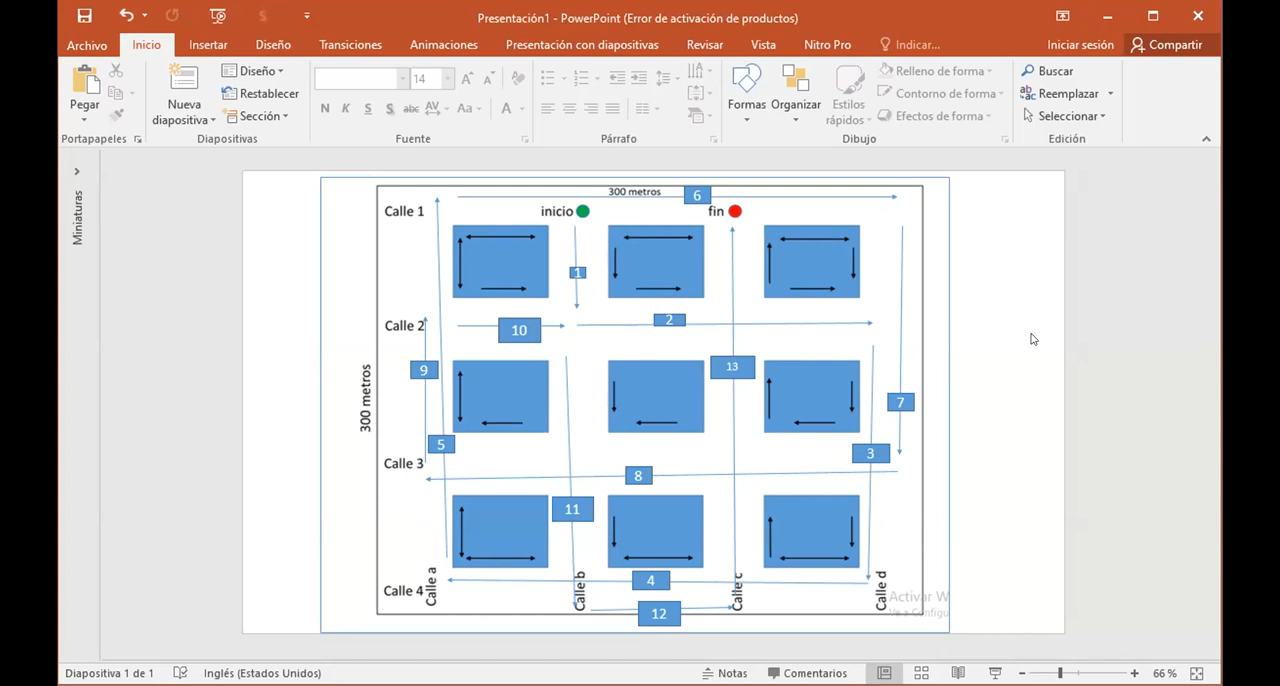 Presentación1 - PowerPoint (Error de activación de productos)
Archivo Inicio Insertar Diseño Transiciones Animaciones Presentación con diapositivas Revisar Vista Nitro Pro Indicar... Iniciar sesión Compartir
Pegar
Nueva diapositiva
Diseño
Restablecer
Sección
14
N K S S abc AV Aa A
Formas Organizar Estilos rápidos
Relleno de forma
Contorno de forma
Efectos de forma
Buscar
Reemplazar
Seleccionar
Portapapeles Diapositivas Fuente Párrafo Dibujo Edición
Miniaturas
300 metros 6
Calle 1 inicio fin
1
Calle 2 10 2
9 13
300 metros
7
5 3
Calle 3 8
11
Calle 4 Calle a Calle b 4 Calle c Calle d
Activar W
Ve a Configu
12
Diapositiva 1 de 1 Inglés (Estados Unidos) Notas Comentarios 66 %